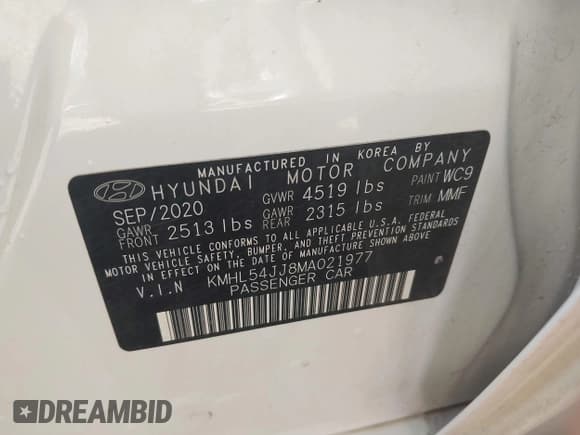 MANUFACTURED IN KOREA BY
HYUNDAI MOTOR COMPANY
SEP/2020 GVWR 4519 lbs PAINT WC9
GAWR FRONT 2513 lbs GAWR REAR 2315 lbs TRIM MMF
THIS VEHICLE CONFORMS TO ALL APPLICABLE U.S.A. FEDERAL
MOTOR VEHICLE SAFETY, BUMPER, AND THEFT PREVENTION STANDARDS
IN EFFECT ON THE DATE OF MANUFACTURE SHOWN ABOVE.
V.I.N KMHL54JJ8MA021977
PASSENGER CAR
DREAMBID